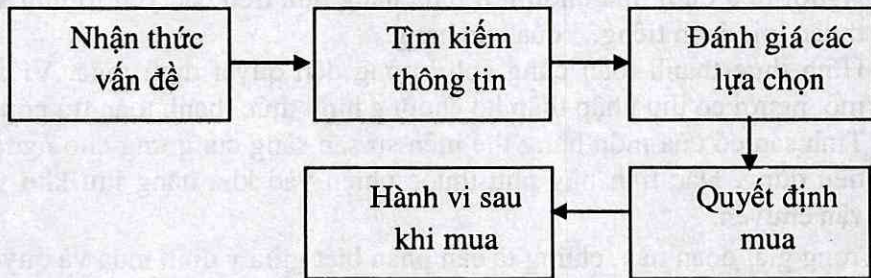 Nhận thức
vấn đề
Tìm kiếm
thông tin
Đánh giá các
lựa chọn
Hành vi sau
khi mua
Quyết định
mua